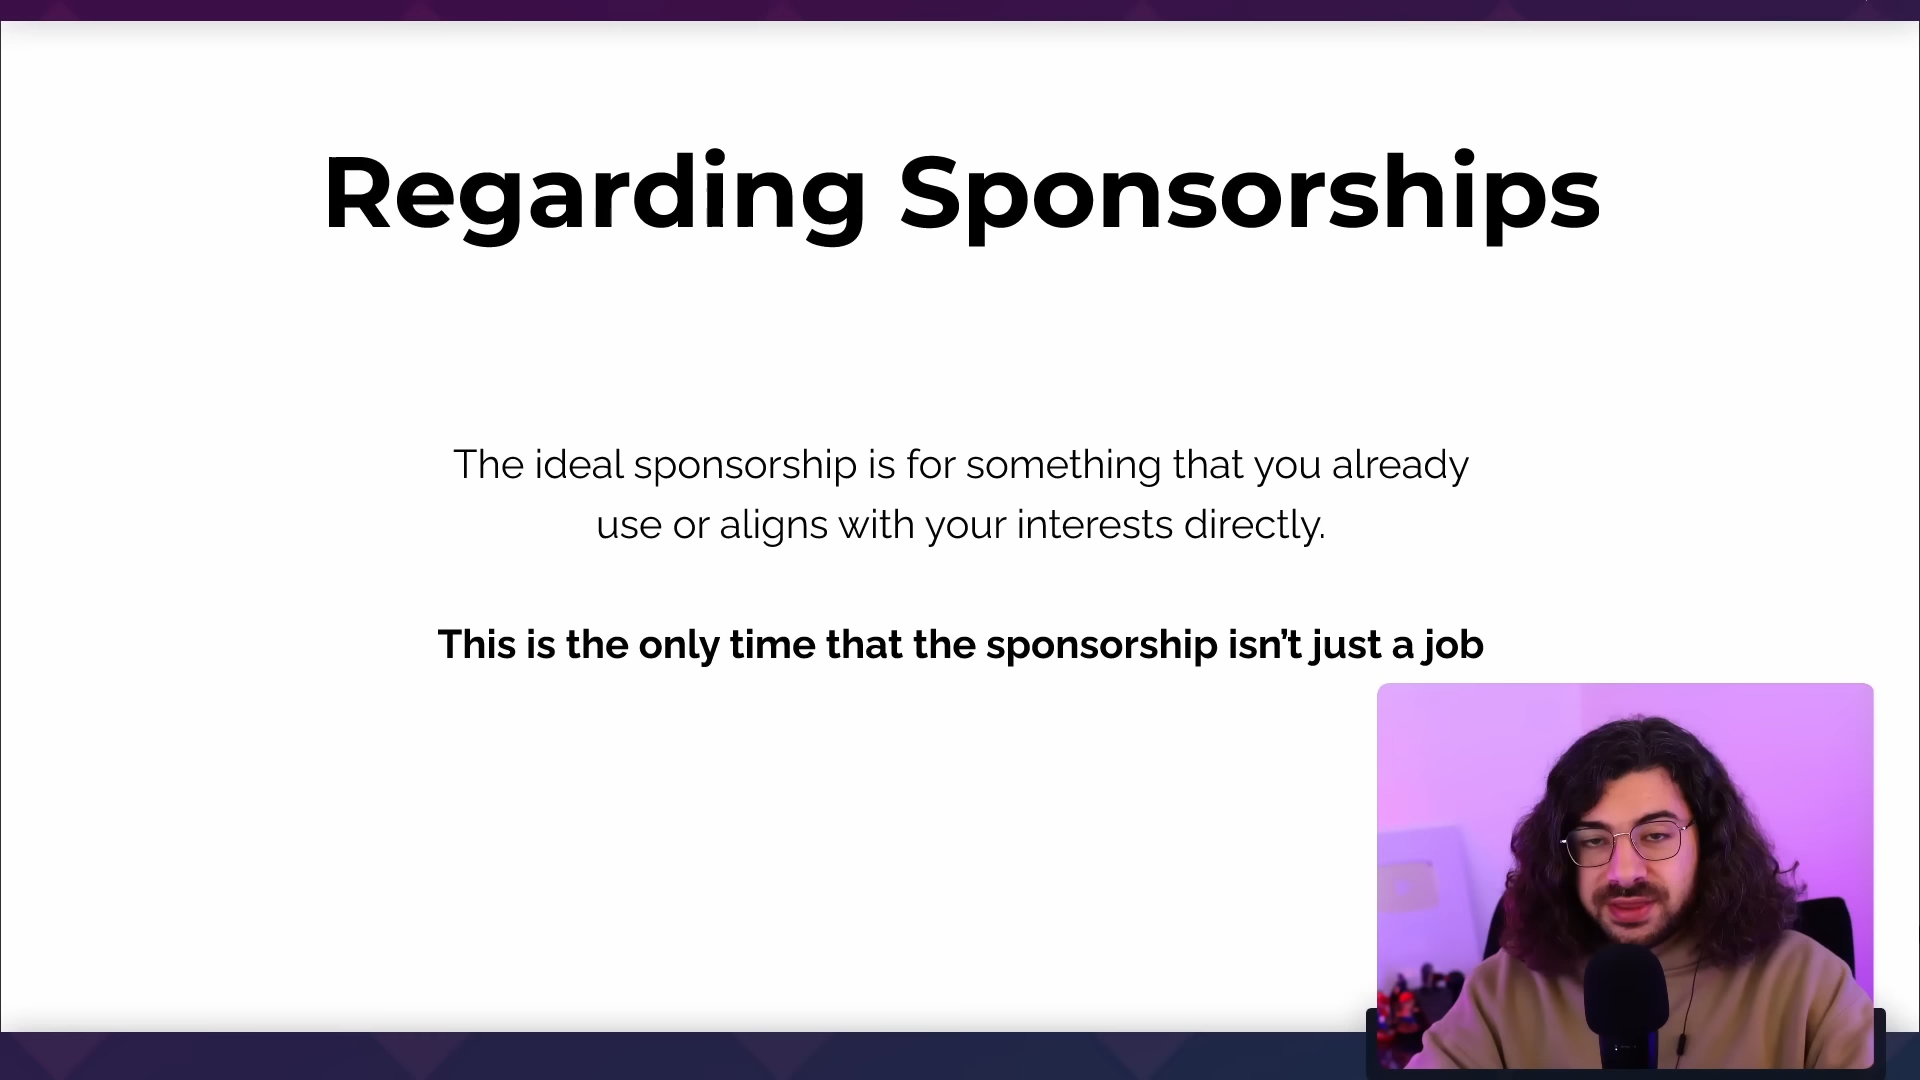 Regarding Sponsorships
The ideal sponsorship is for something that you already
use or aligns with your interests directly.
This is the only time that the sponsorship isn’t just a job